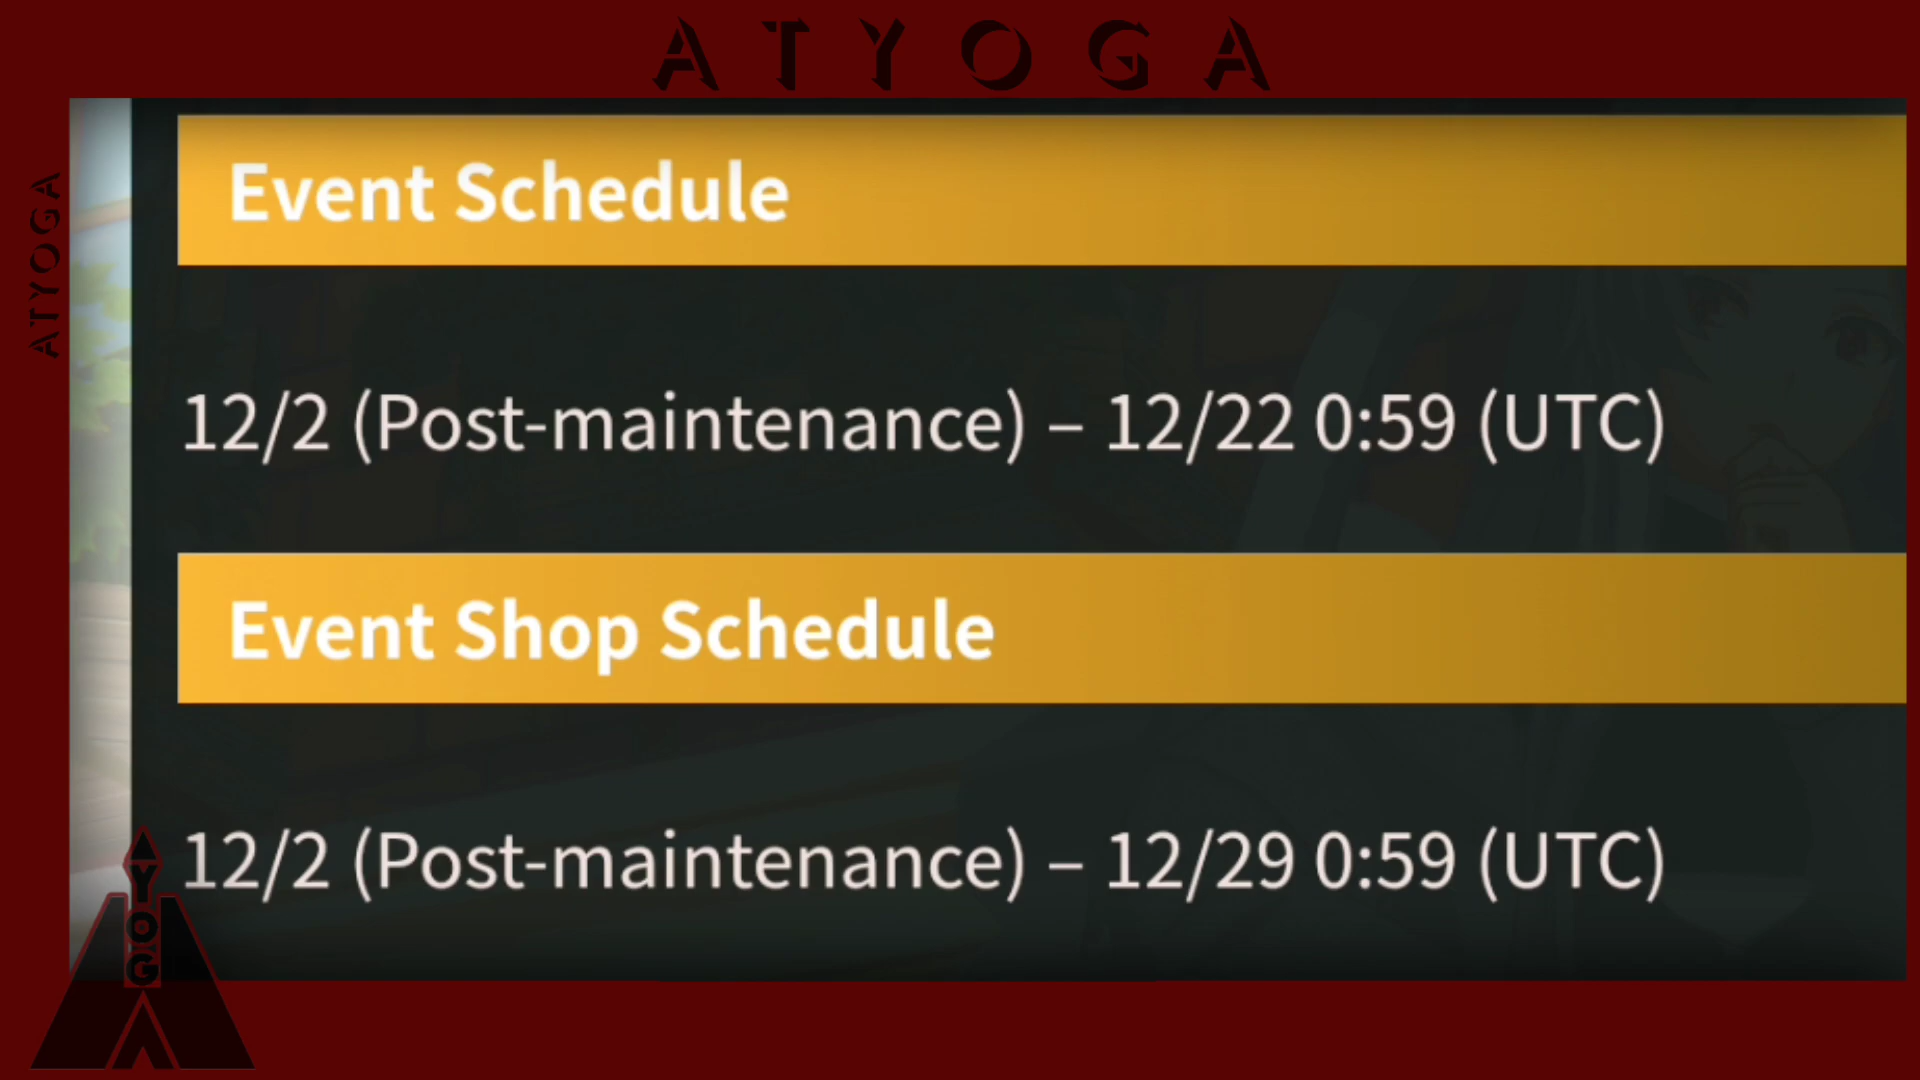 ATYOGA
ATYOGA
Event Schedule
12/2 (Post-maintenance) – 12/22 0:59 (UTC)
Event Shop Schedule
12/2 (Post-maintenance) – 12/29 0:59 (UTC)
YOGA